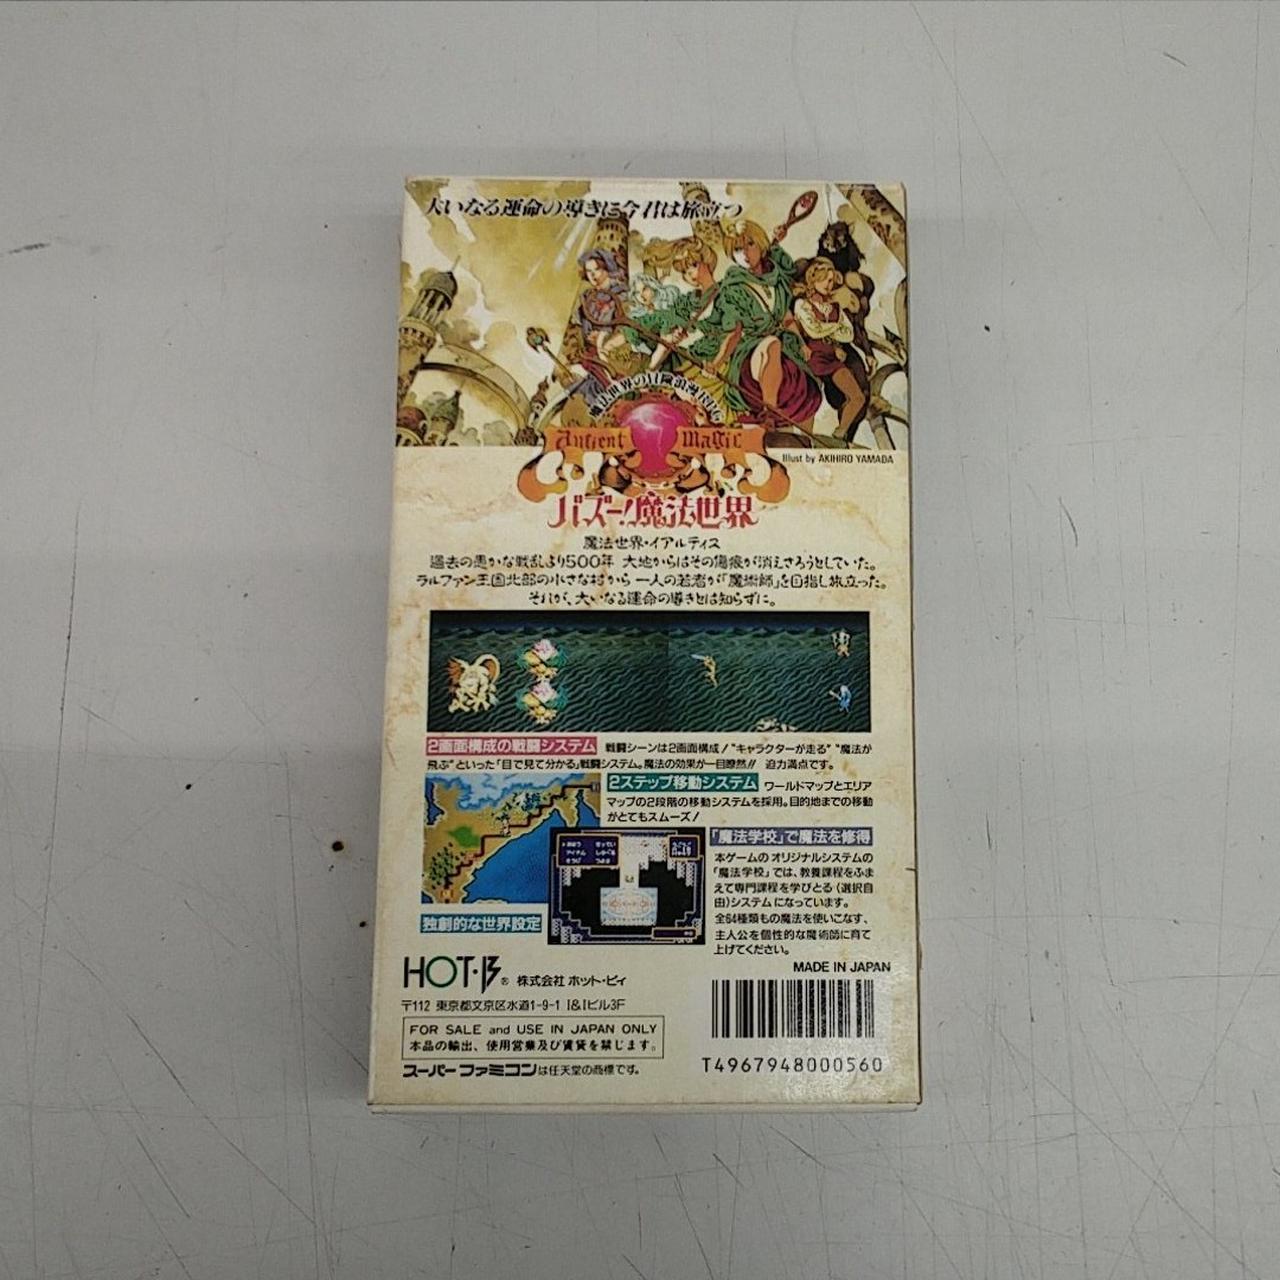 大いなる運命の導きに今君は旅立つ
魔法世界の冒険浪漫RPG
Ancient Magic
Illust by AKIHIRO YAMADA
バズー!魔法世界
魔法世界・イアルティス
過去の愚かな戦乱より500年 大地からはその傷痕が消えさろうとしていた。
ラルファン王国北部の小さな村から 一人の若者が「魔術師」を目指し旅立った。
それが、大いなる運命の導きとは知らずに。
2画面構成の戦闘システム 戦闘シーンは2画面構成!“キャラクターが走る”“魔法が
飛ぶ”といった「目で見て分かる」戦闘システム。魔法の効果が一目瞭然!! 迫力満点です。
2ステップ移動システム ワールドマップとエリア
マップの2段階の移動システムを採用。目的地までの移動
がとてもスムーズ!
「魔法学校」で魔法を修得
本ゲームのオリジナルシステムの
「魔法学校」では、教養課程をふま
えて専門課程を学びとる(選択自
由)システムになっています。
全64種類もの魔法を使いこなす、
主人公を個性的な魔術師に育て
上げてください。
独創的な世界設定
HOT・B® 株式会社 ホット・ビィ
〒112 東京都文京区水道1-9-1 I&Iビル3F
FOR SALE and USE IN JAPAN ONLY
本品の輸出、使用営業及び賃貸を禁じます。
スーパーファミコンは任天堂の商標です。
MADE IN JAPAN
T4967948000560